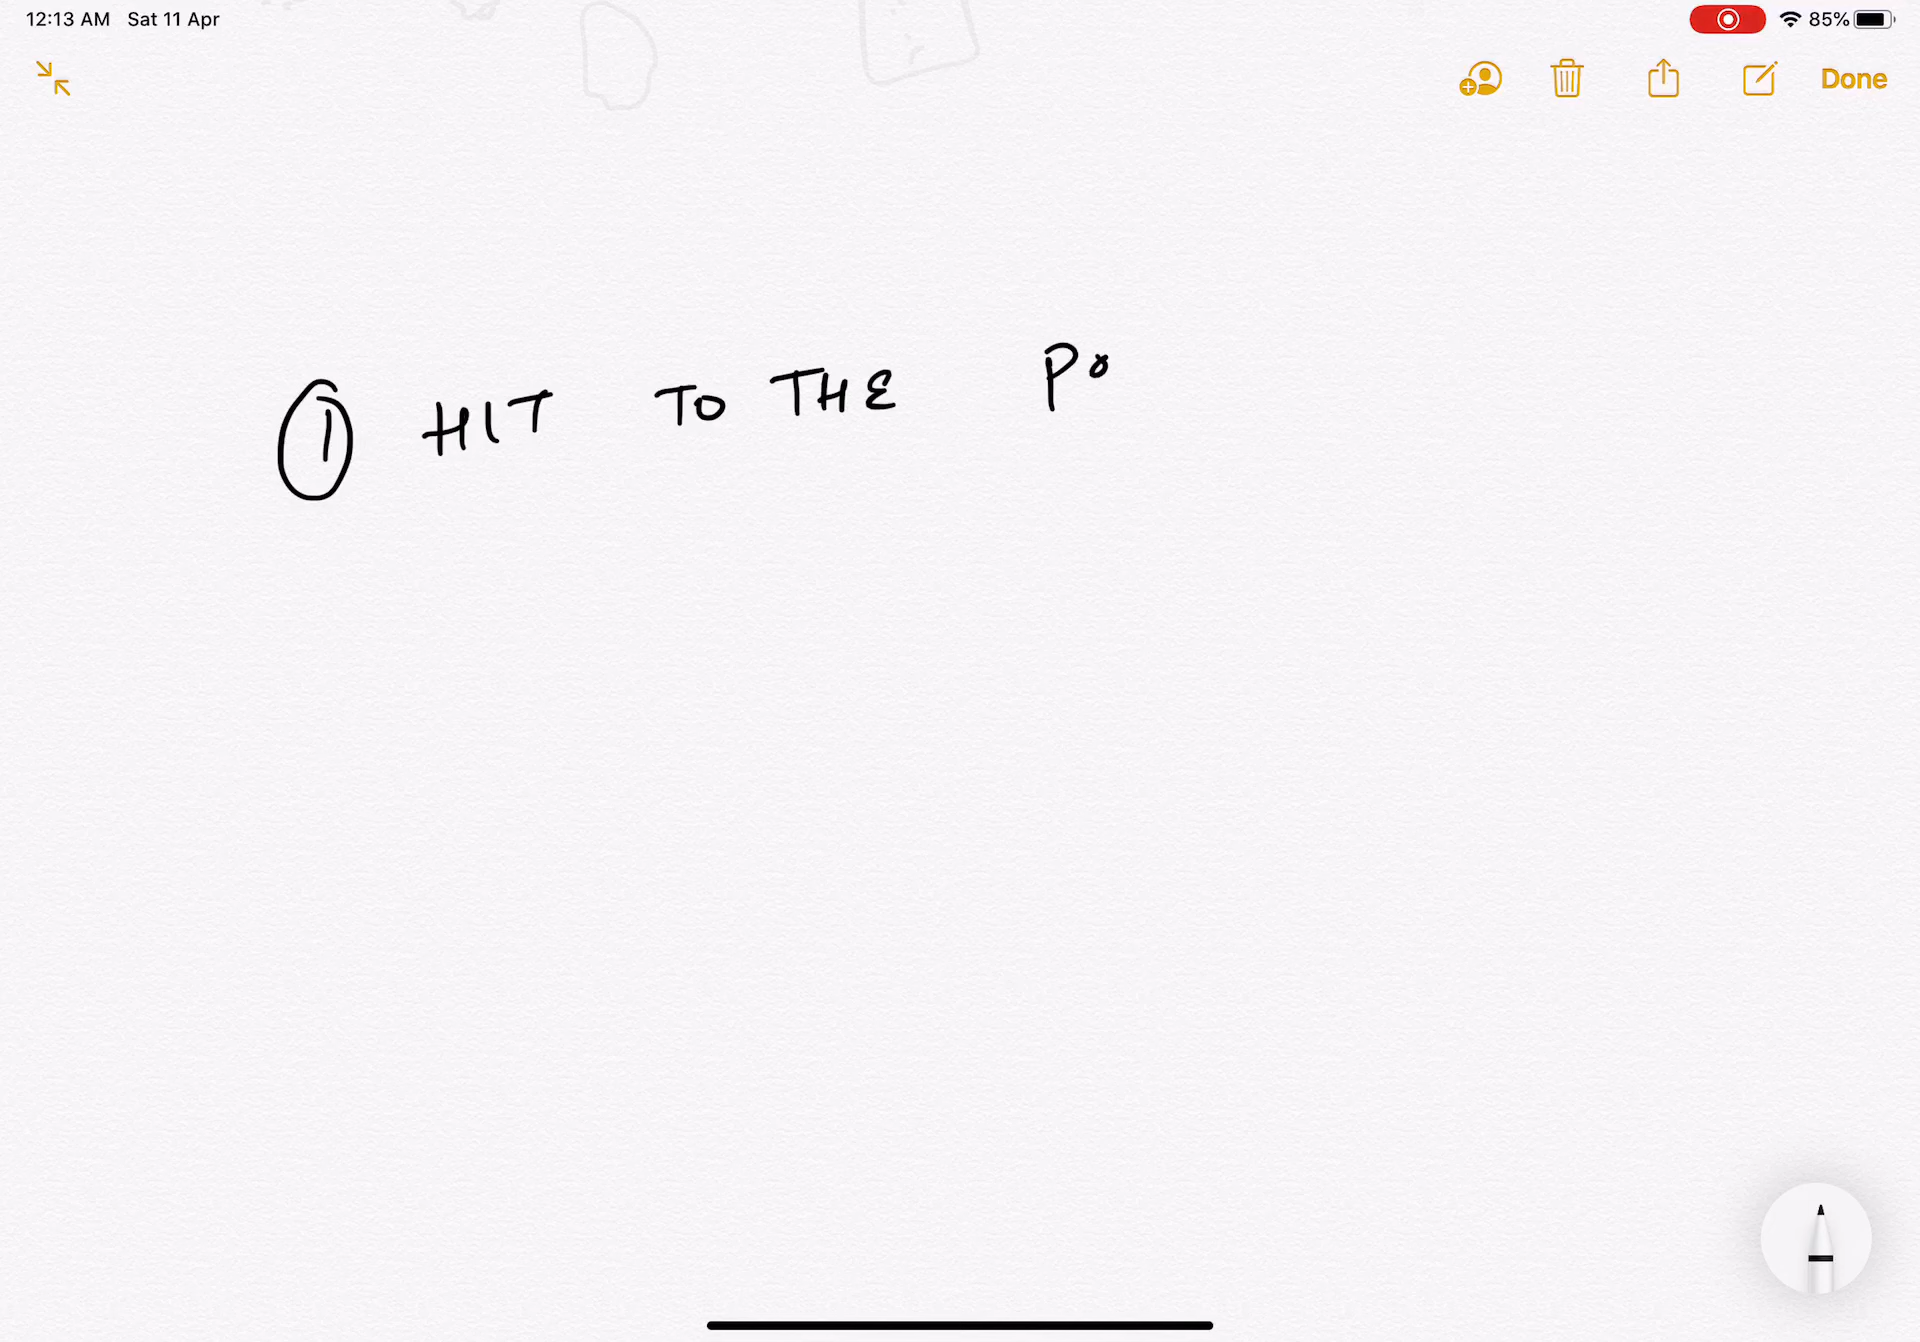 12:13 AM Sat 11 Apr 85%
Done
① HIT TO THE Po